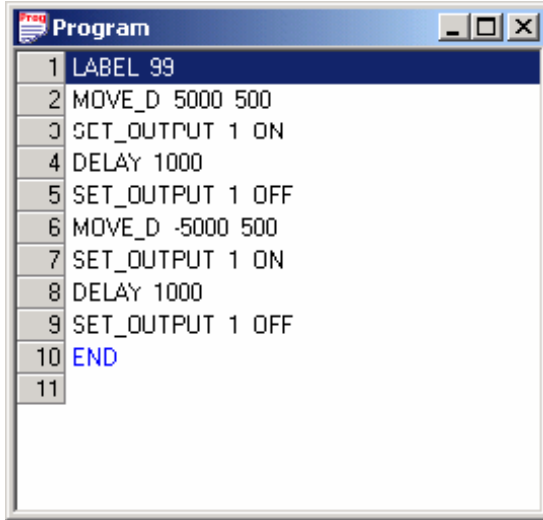 Prog Program
1 LABEL 99
2 MOVE_D 5000 500
3 SET_OUTPUT 1 ON
4 DELAY 1000
5 SET_OUTPUT 1 OFF
6 MOVE_D -5000 500
7 SET_OUTPUT 1 ON
8 DELAY 1000
9 SET_OUTPUT 1 OFF
10 END
11